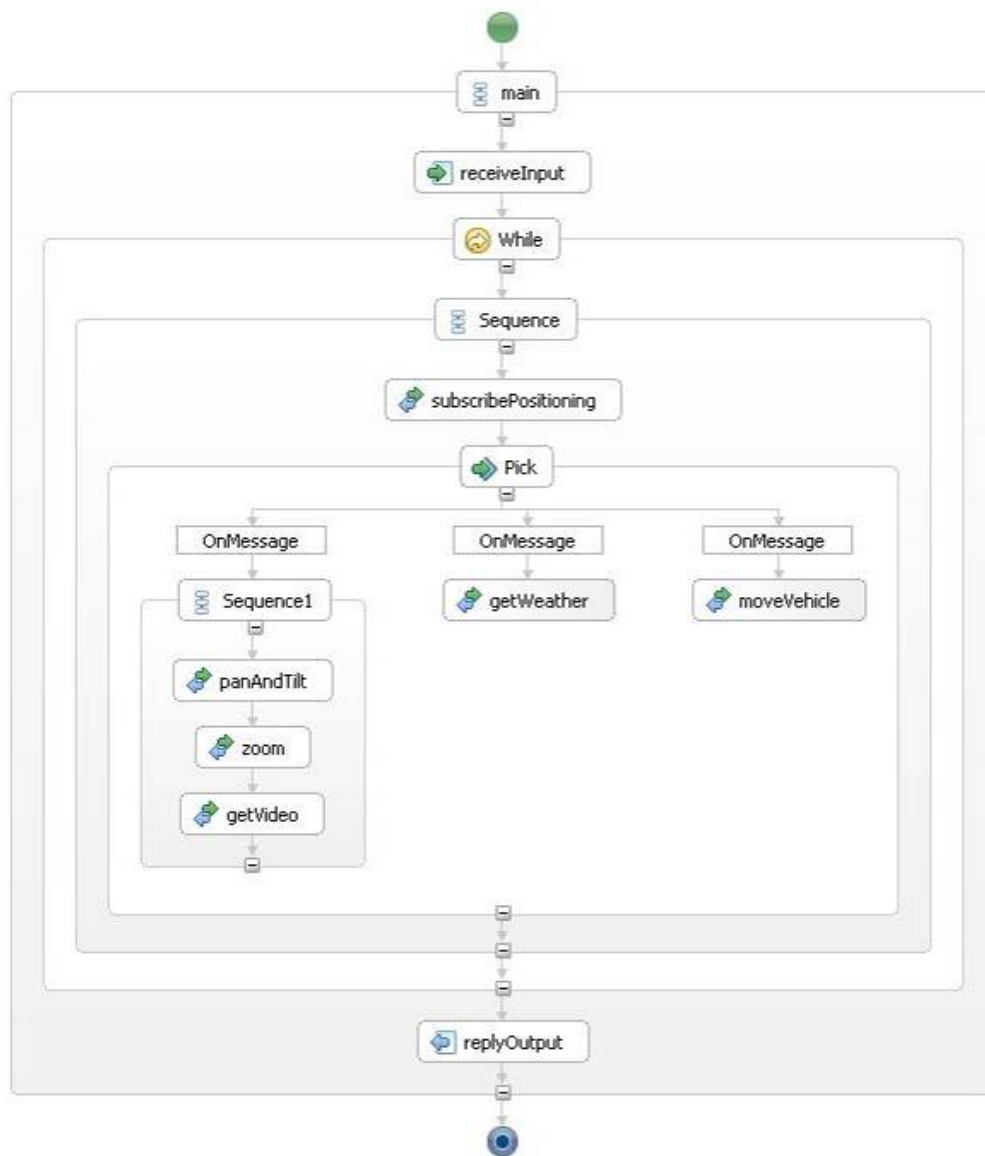 main
receiveInput
While
Sequence
subscribePositioning
Pick
OnMessage
OnMessage
OnMessage
Sequence1
getWeather
moveVehicle
panAndTilt
zoom
getVideo
replyOutput